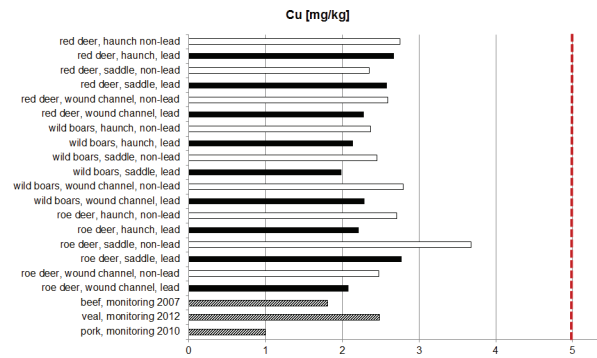 Cu [mg/kg]
red deer, haunch non-lead
red deer, haunch, lead
red deer, saddle, non-lead
red deer, saddle, lead
red deer, wound channel, non-lead
red deer, wound channel, lead
wild boars, haunch, non-lead
wild boars, haunch, lead
wild boars, saddle, non-lead
wild boars, saddle, lead
wild boars, wound channel, non-lead
wild boars, wound channel, lead
roe deer, haunch, non-lead
roe deer, haunch, lead
roe deer, saddle, non-lead
roe deer, saddle, lead
roe deer, wound channel, non-lead
roe deer, wound channel, lead
beef, monitoring 2007
veal, monitoring 2012
pork, monitoring 2010
0 1 2 3 4 5